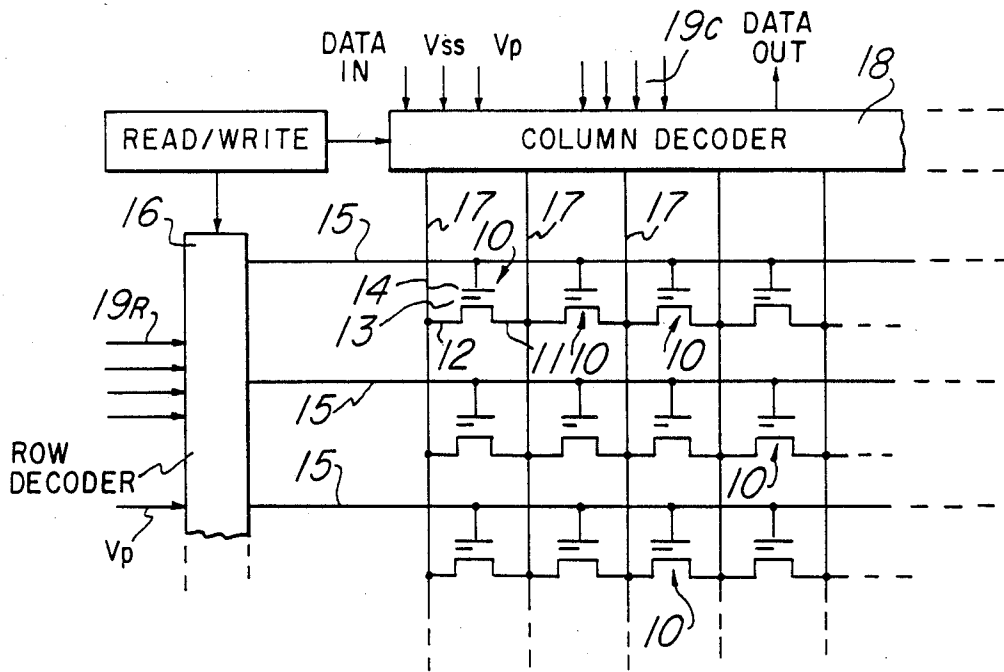 DATA IN
Vss
Vp
19C
DATA OUT
18
READ/WRITE
COLUMN DECODER
16
15
17
17
17
10
14
13
19R
12
11
10
10
15
ROW DECODER
15
10
Vp
10